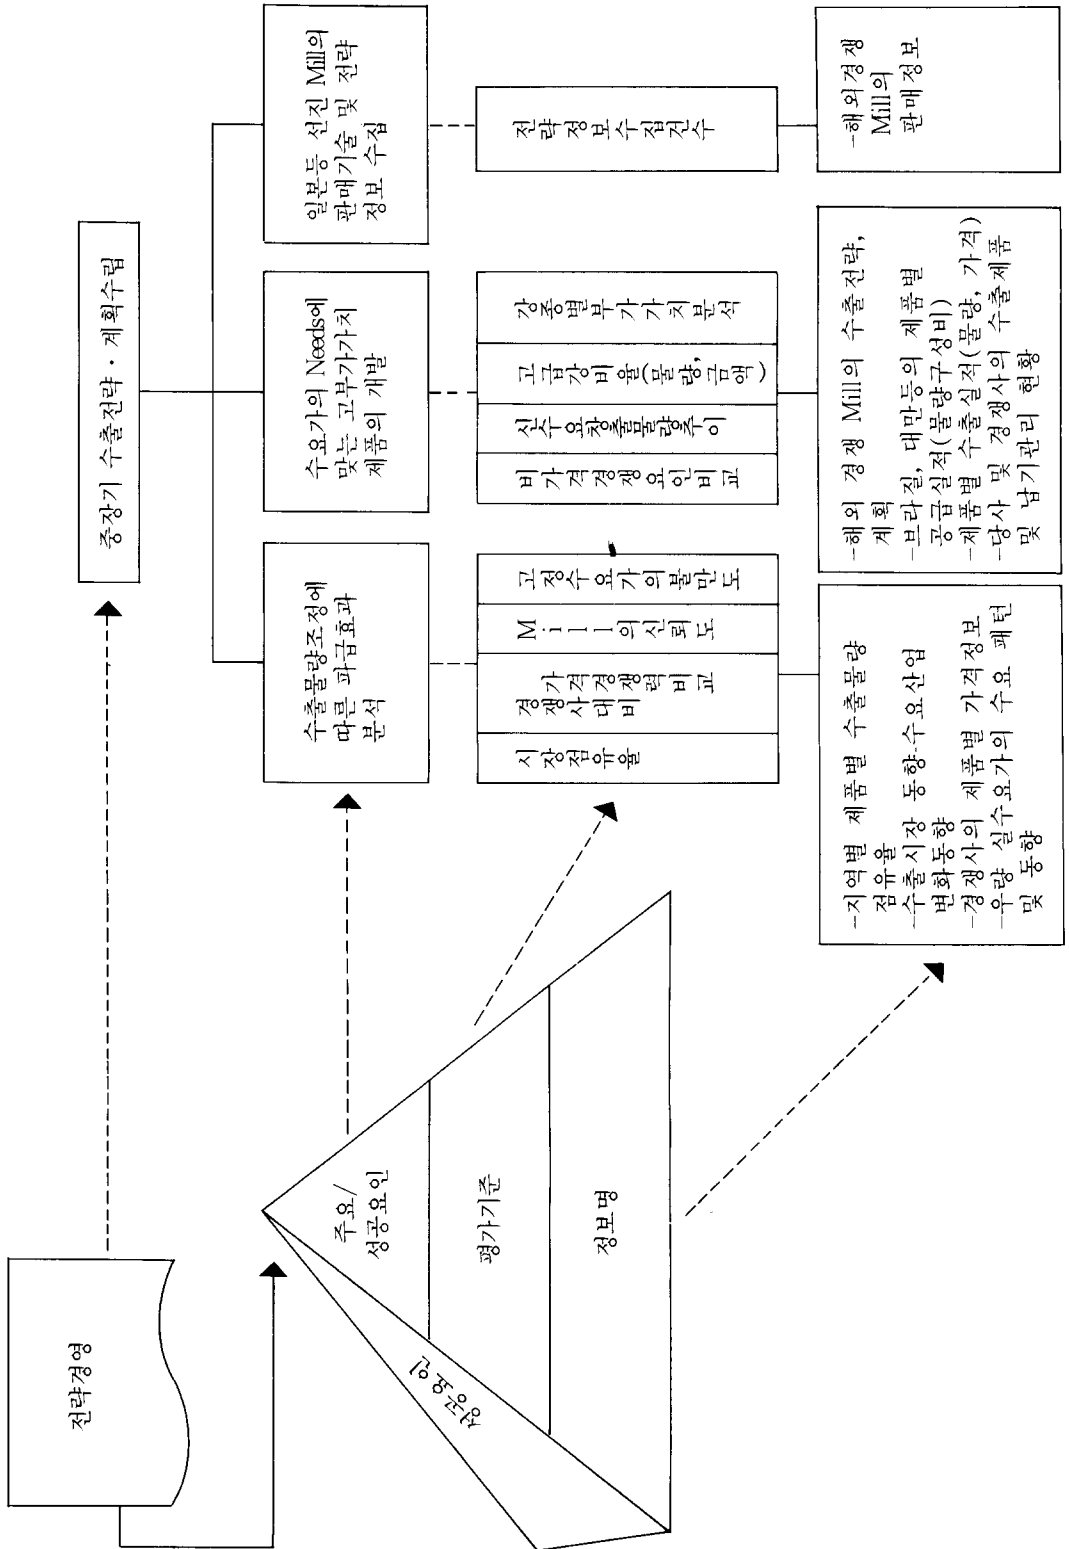 전략경영
중장기 수출전략·계획수립
성공요인
주요/
성공요인
평가기준
정보명
수출물량조정에
따른 파급효과
분석
수요가의 Needs에
맞는 고부가가치
제품의 개발
일본등 선진 Mill의
판매기술 및 전략
정보 수집
시장점유율
경쟁사대비
가격경쟁력비교
Mill의신뢰도
고정수요가의불만도
비가격경쟁요인비교
신수요창출물량추이
고급강비율(물량,금액)
강종별부가가치분석
전략정보수집건수
-지역별 제품별 수출물량
점유율
-수출시장 동향·수요산업
변화동향
-경쟁사의 제품별 가격정보
-우량 실수요가의 수요 패턴
및 동향
-해외 경쟁 Mill의 수출전략,
계획
-브라질, 대만등의 제품별
공급실적(물량구성비)
-제품별 수출실적(물량, 가격)
-당사 및 경쟁사의 수출제품
및 납기관리 현황
-해외경쟁
Mill의
판매정보